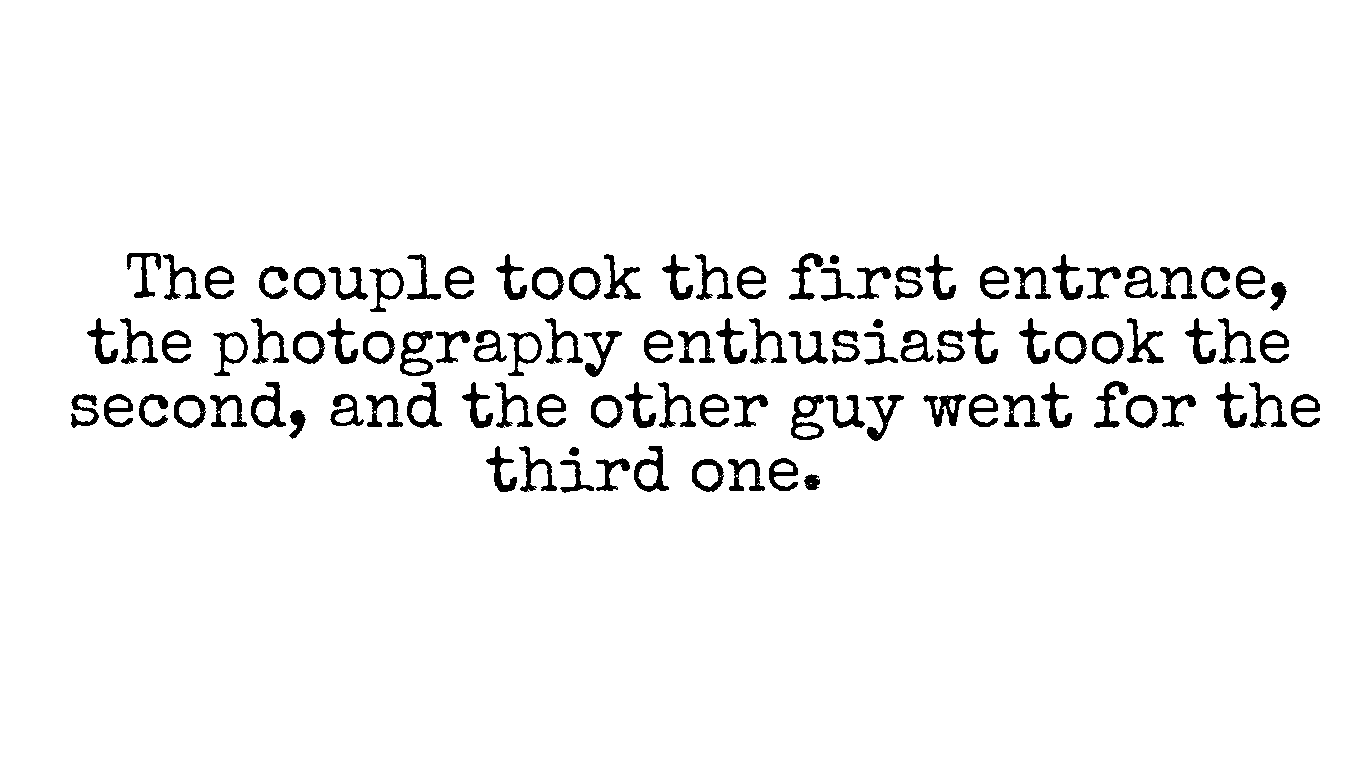 The couple took the first entrance,
the photography enthusiast took the
second, and the other guy went for the
third one.